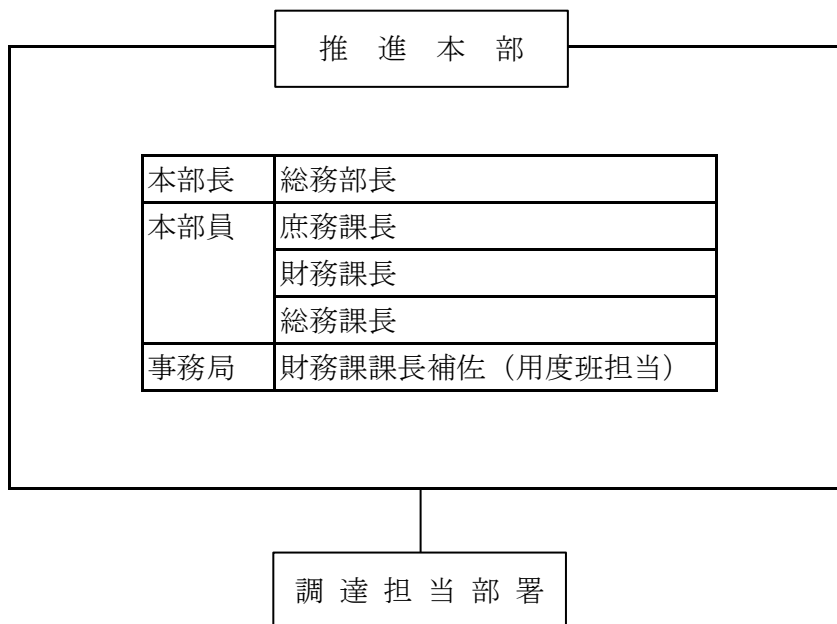 推進本部
本部長 総務部長
本部員 庶務課長
財務課長
総務課長
事務局 財務課課長補佐（用度班担当）
調達担当部署